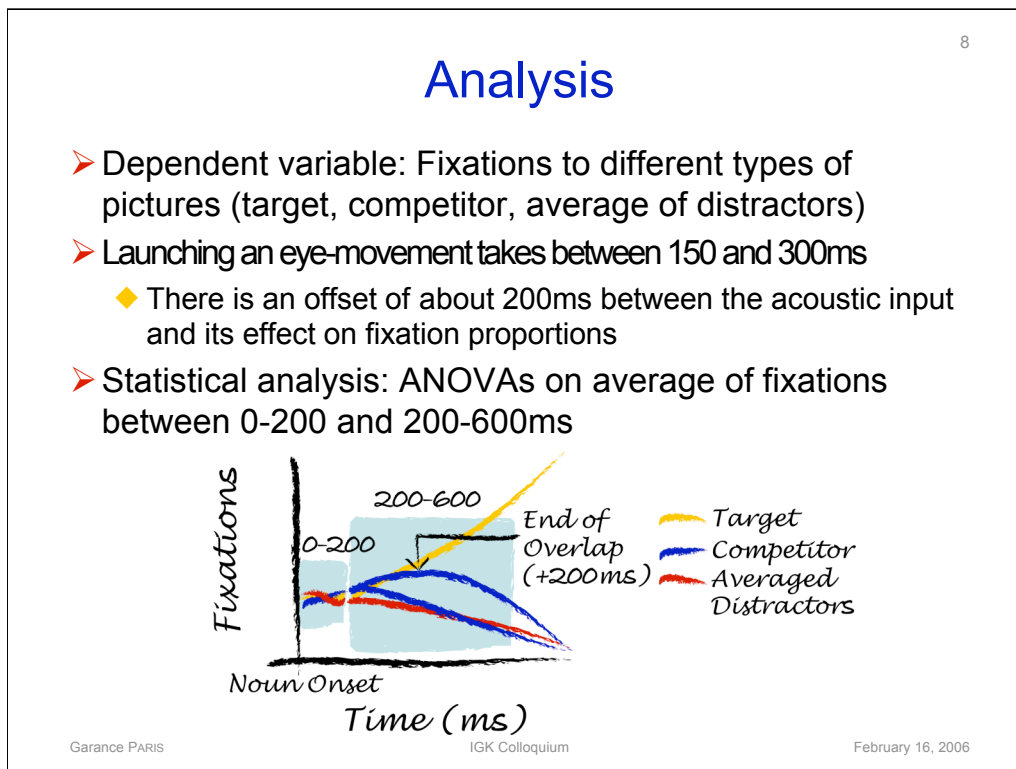 8
Analysis
Dependent variable: Fixations to different types of
pictures (target, competitor, average of distractors)
Launching an eye-movement takes between 150 and 300ms
There is an offset of about 200ms between the acoustic input
and its effect on fixation proportions
Statistical analysis: ANOVAs on average of fixations
between 0-200 and 200-600ms
Fixations
0-200
200-600
End of
Overlap
(+200ms)
Target
Competitor
Averaged
Distractors
Noun Onset
Time (ms)
Garance PARIS
IGK Colloquium
February 16, 2006